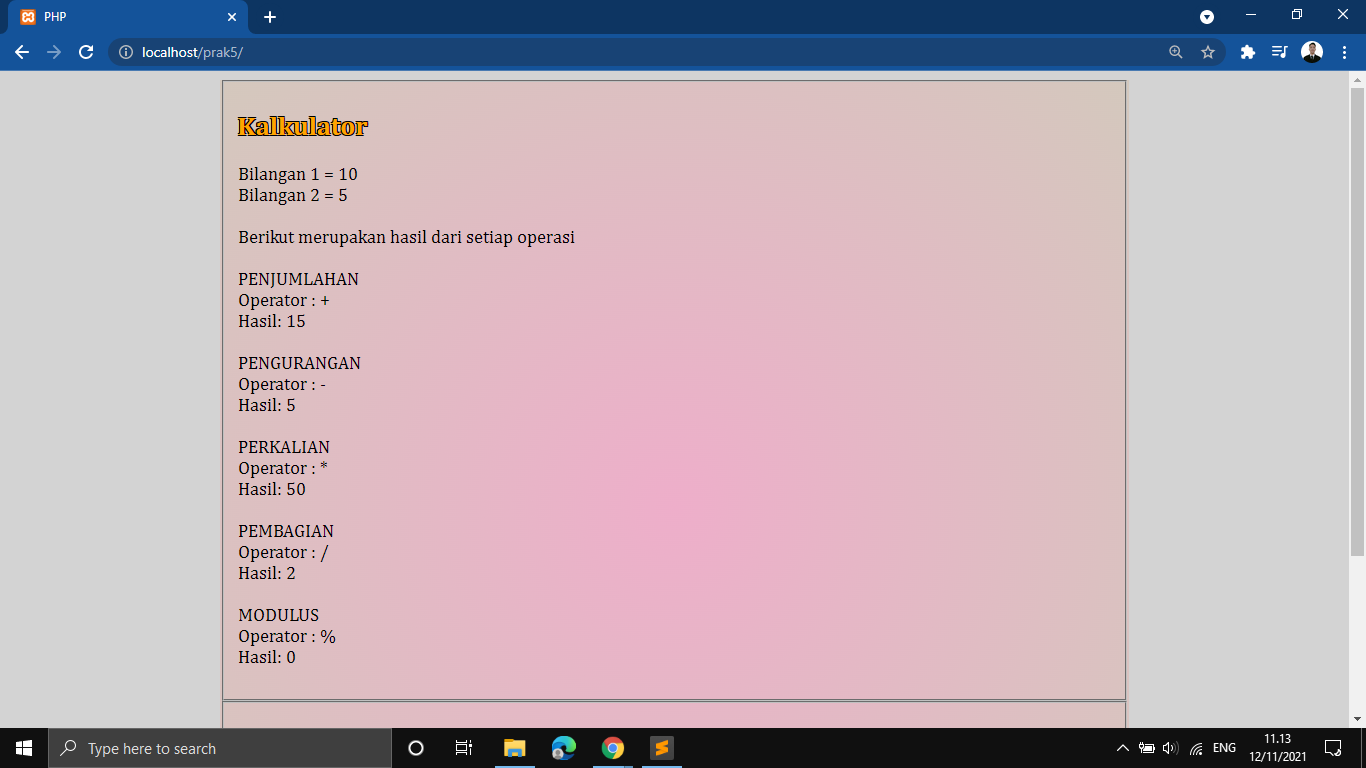 PHP
localhost/prak5/
Kalkulator
Bilangan 1 = 10
Bilangan 2 = 5
Berikut merupakan hasil dari setiap operasi
PENJUMLAHAN
Operator : +
Hasil: 15
PENGURANGAN
Operator : -
Hasil: 5
PERKALIAN
Operator : *
Hasil: 50
PEMBAGIAN
Operator : /
Hasil: 2
MODULUS
Operator : %
Hasil: 0
Type here to search
ENG
11.13
12/11/2021